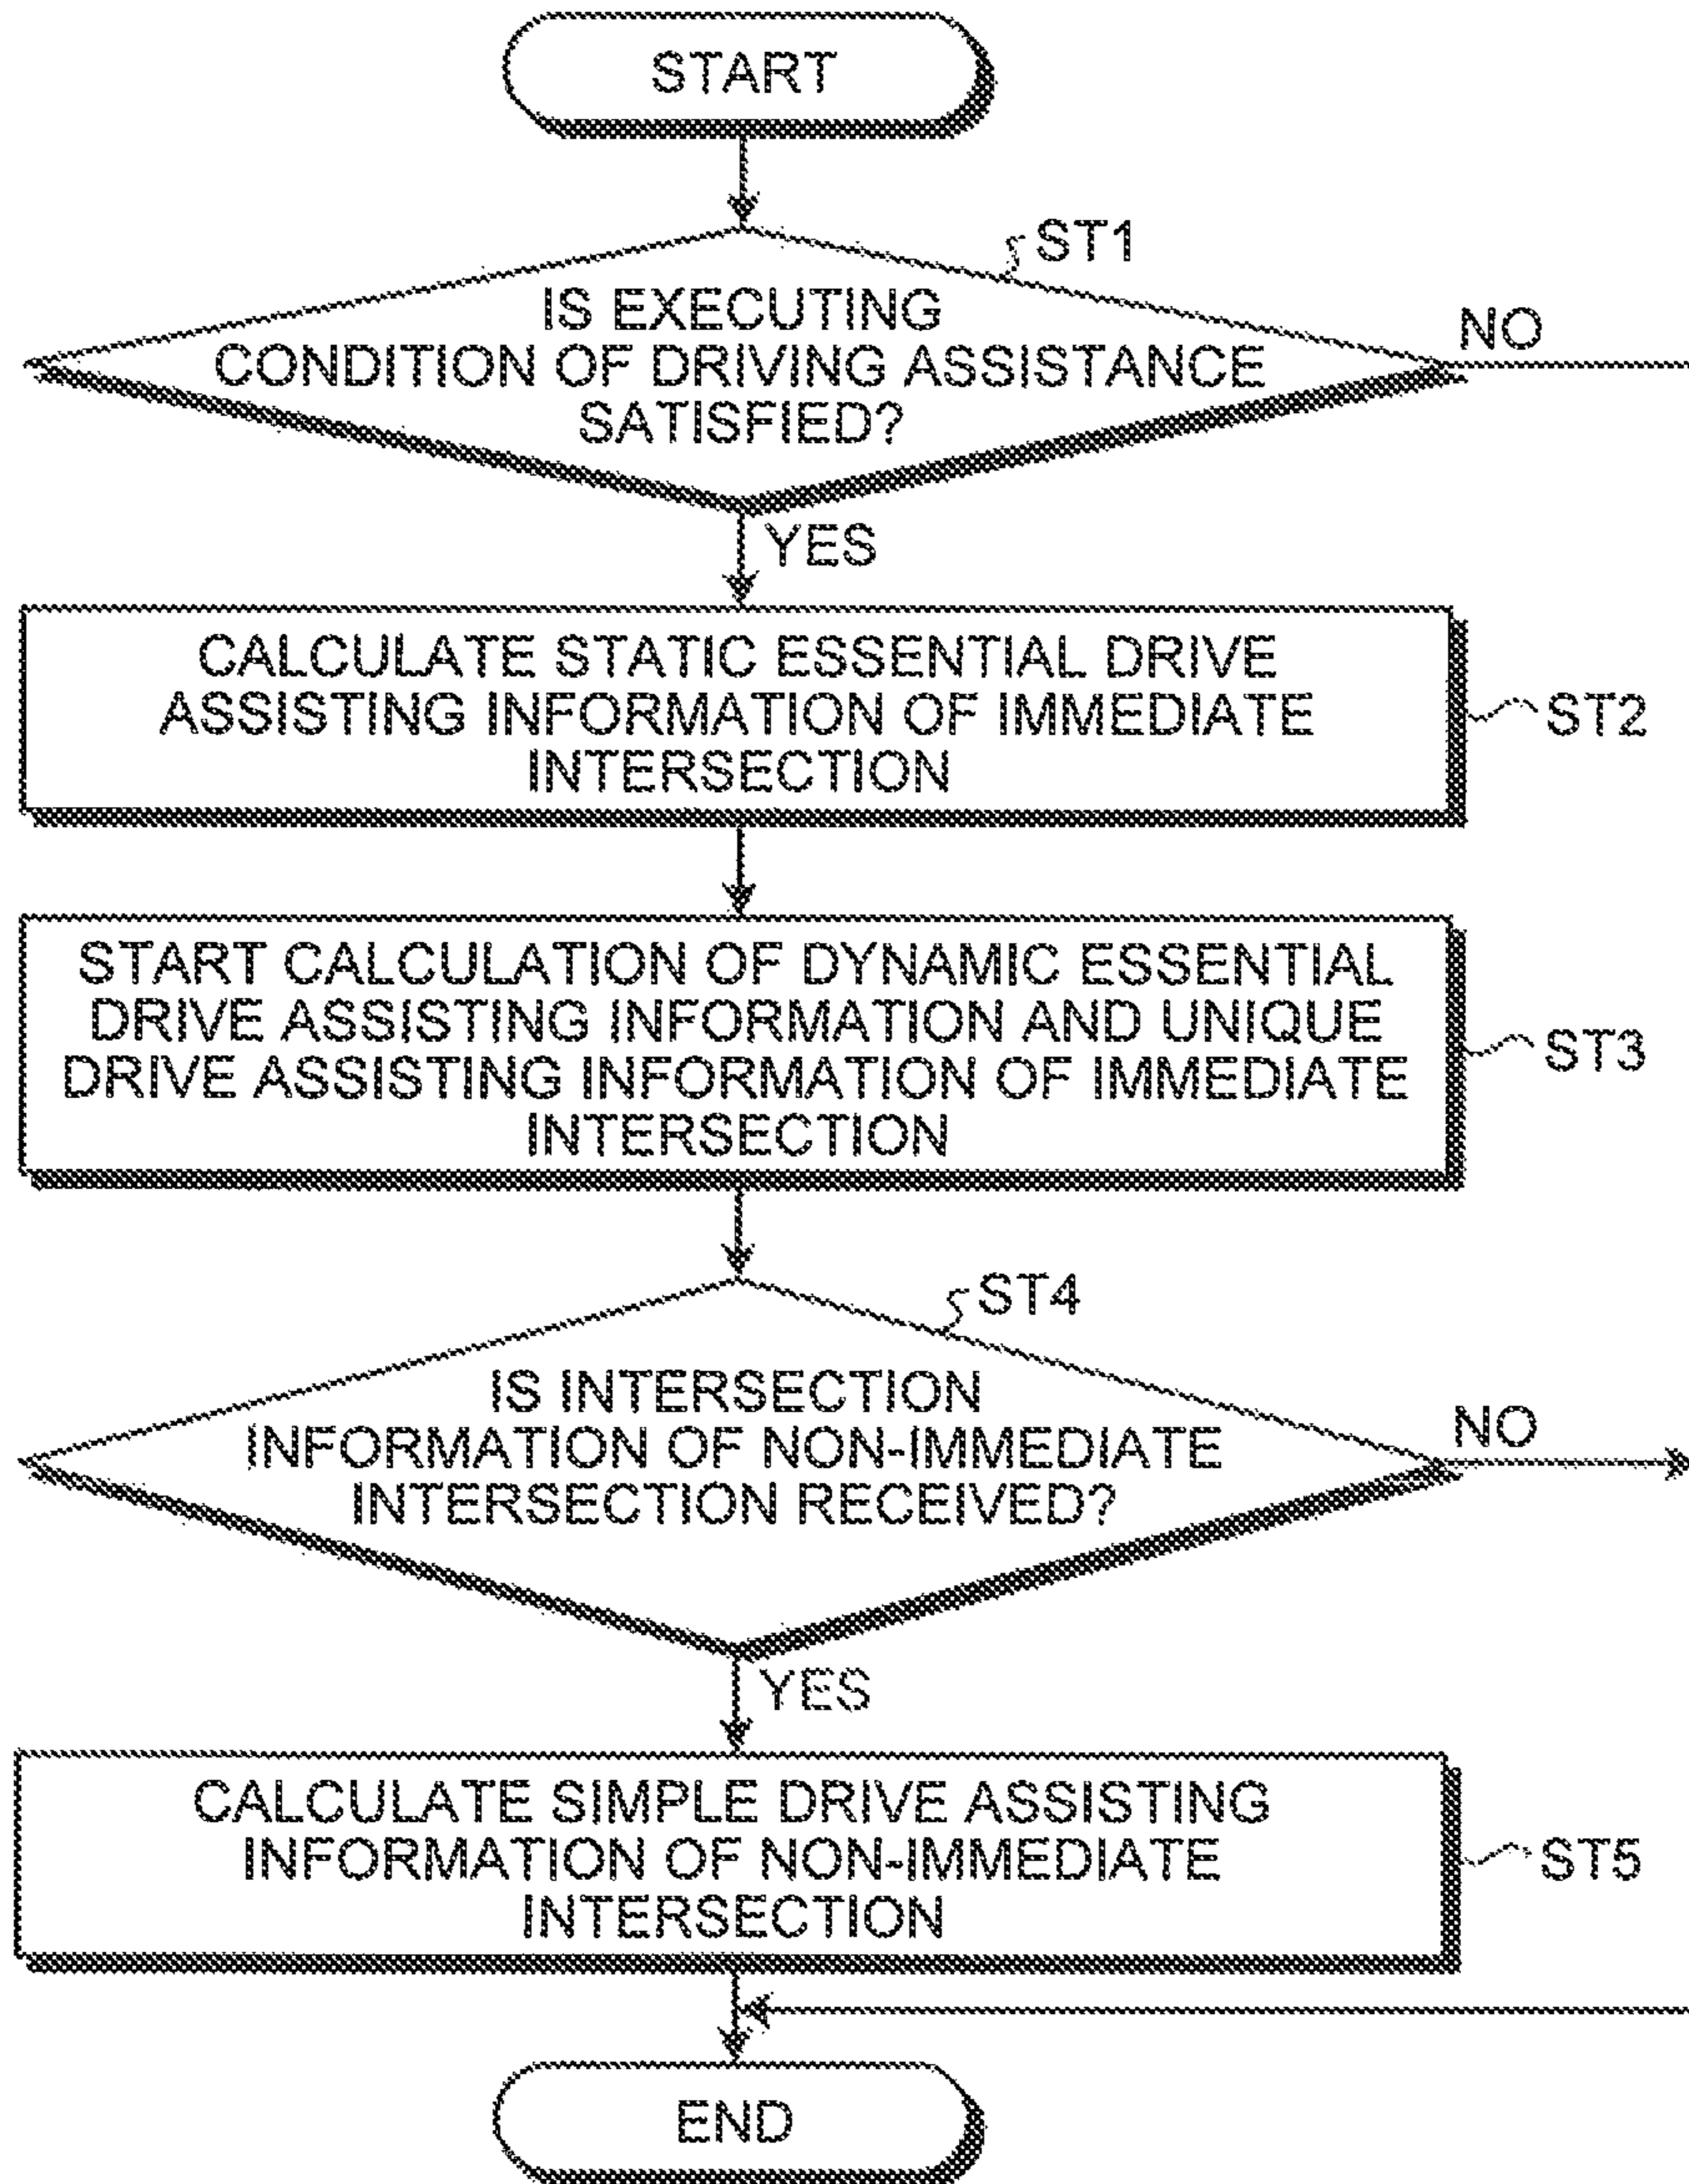 START
ST1
IS EXECUTING
CONDITION OF DRIVING ASSISTANCE
SATISFIED?
NO
YES
CALCULATE STATIC ESSENTIAL DRIVE
ASSISTING INFORMATION OF IMMEDIATE
INTERSECTION
ST2
START CALCULATION OF DYNAMIC ESSENTIAL
DRIVE ASSISTING INFORMATION AND UNIQUE
DRIVE ASSISTING INFORMATION OF IMMEDIATE
INTERSECTION
ST3
ST4
IS INTERSECTION
INFORMATION OF NON-IMMEDIATE
INTERSECTION RECEIVED?
NO
YES
CALCULATE SIMPLE DRIVE ASSISTING
INFORMATION OF NON-IMMEDIATE
INTERSECTION
ST5
END